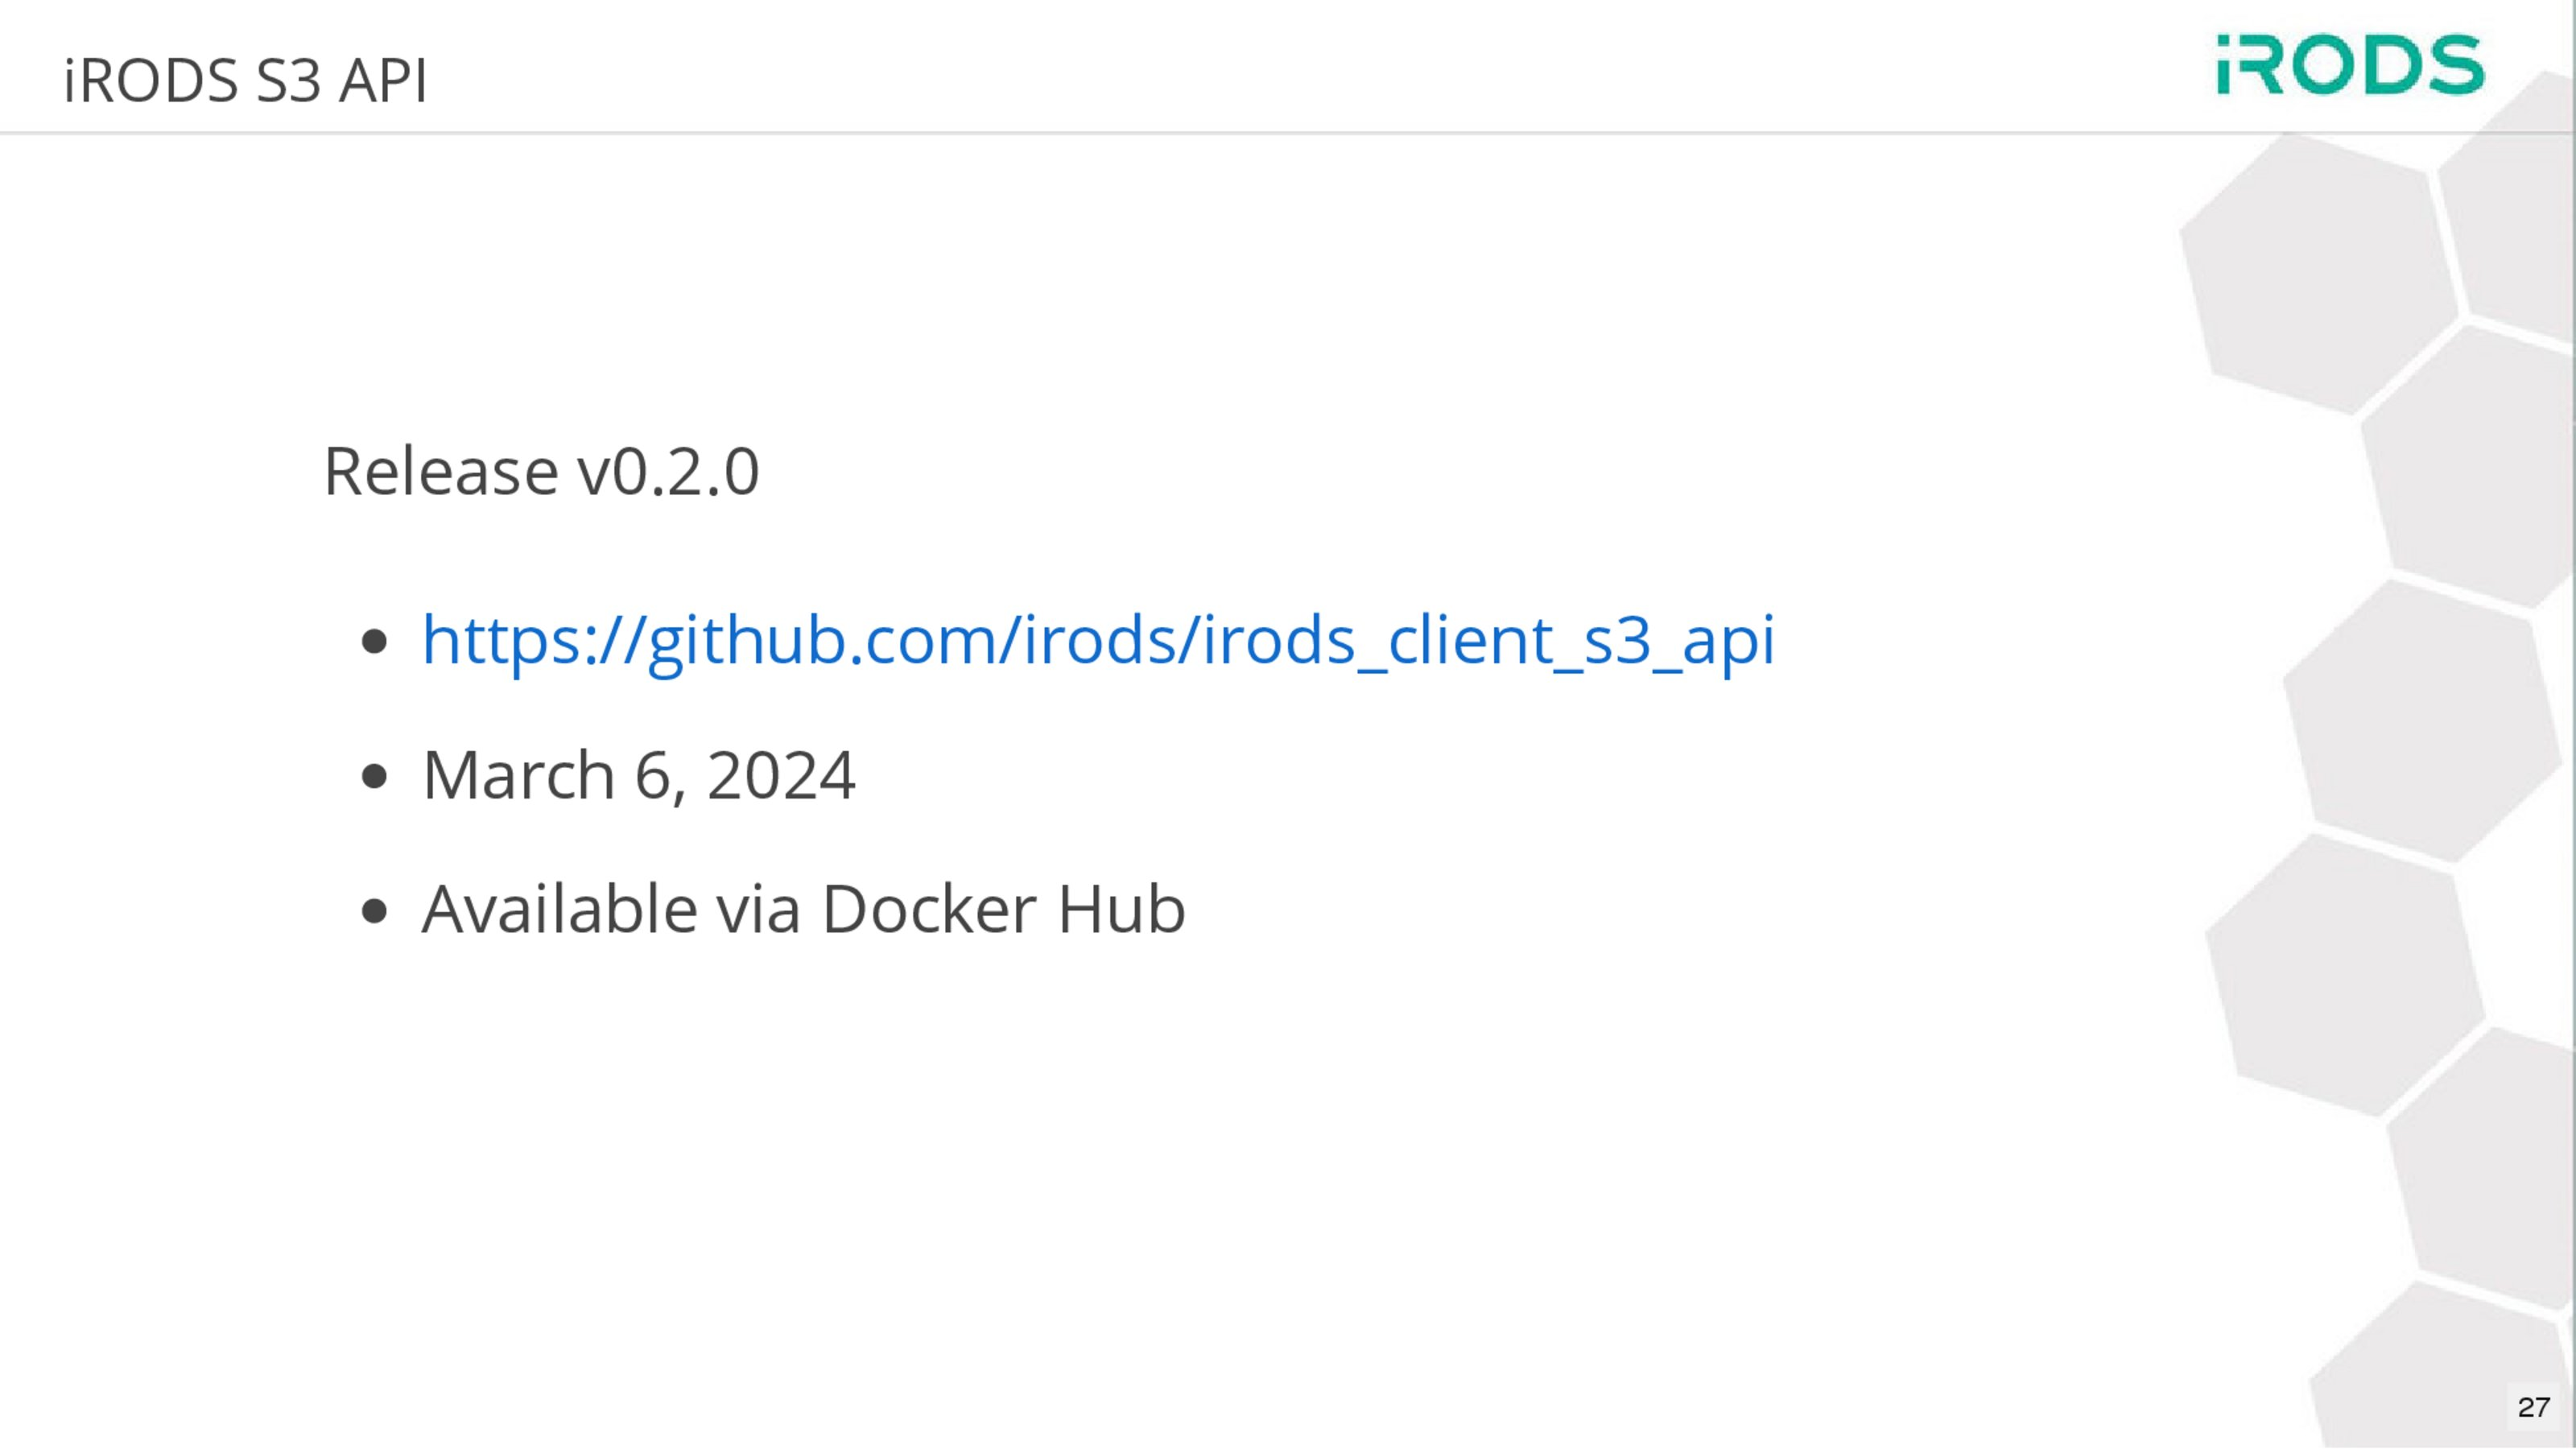 iRODS S3 API
iRODS
Release v0.2.0
https://github.com/irods/irods_client_s3_api
March 6, 2024
Available via Docker Hub
27